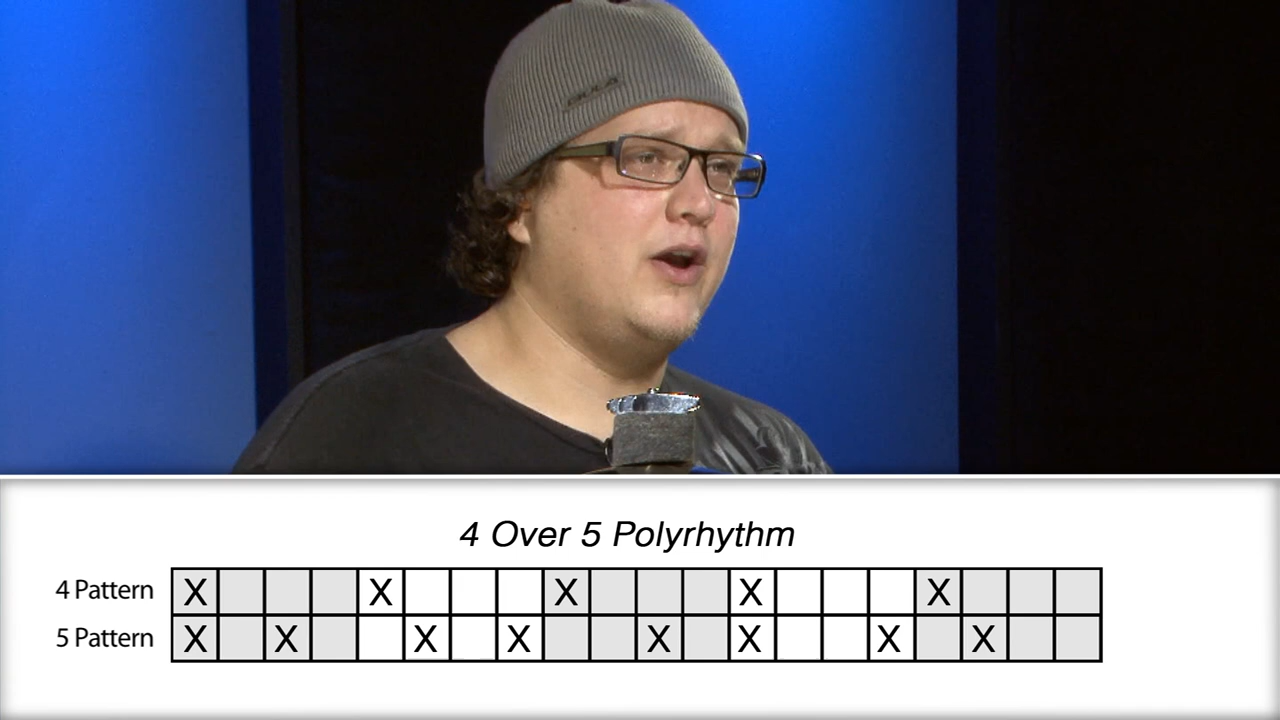 4 Over 5 Polyrhythm
4 Pattern X X X X X
5 Pattern X X X X X X X X